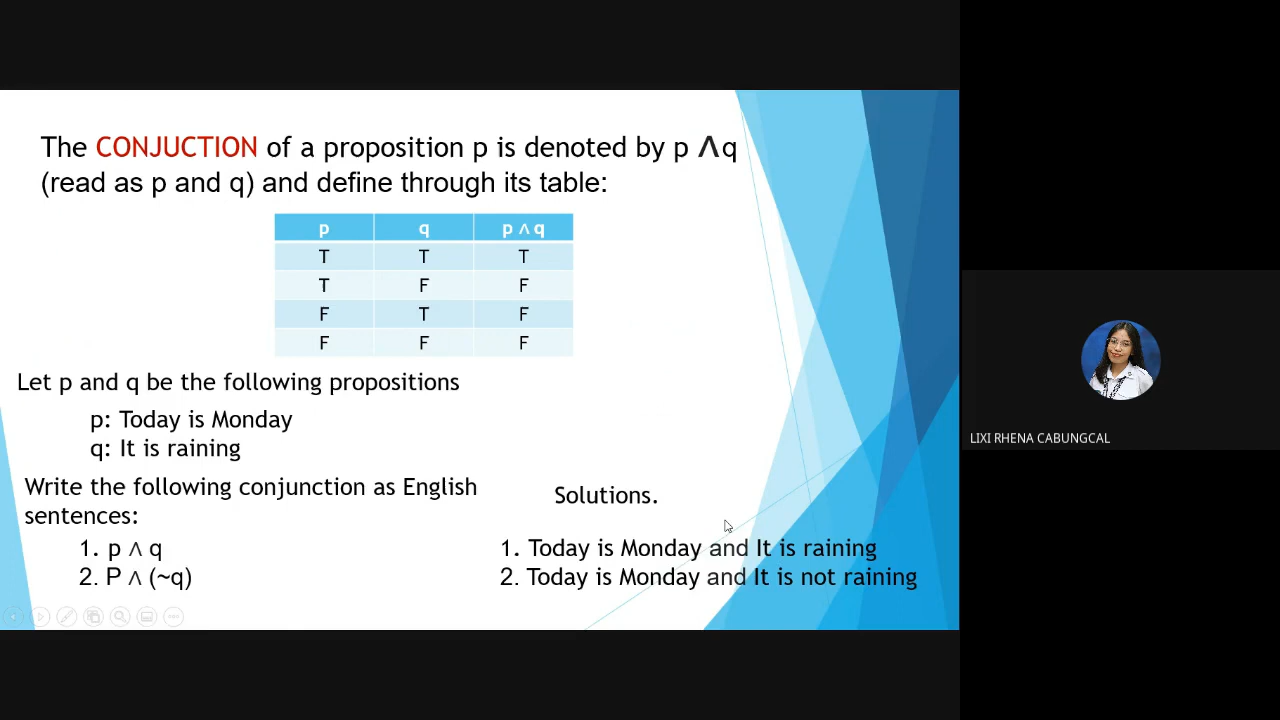 The CONJUCTION of a proposition p is denoted by p ∧q
(read as p and q) and define through its table:
p q p ∧ q
T T T
T F F
F T F
F F F
Let p and q be the following propositions
p: Today is Monday
q: It is raining
Write the following conjunction as English
sentences:
1. p ∧ q
2. P ∧ (~q)
Solutions.
1. Today is Monday and It is raining
2. Today is Monday and It is not raining
LIXI RHENA CABUNGCAL